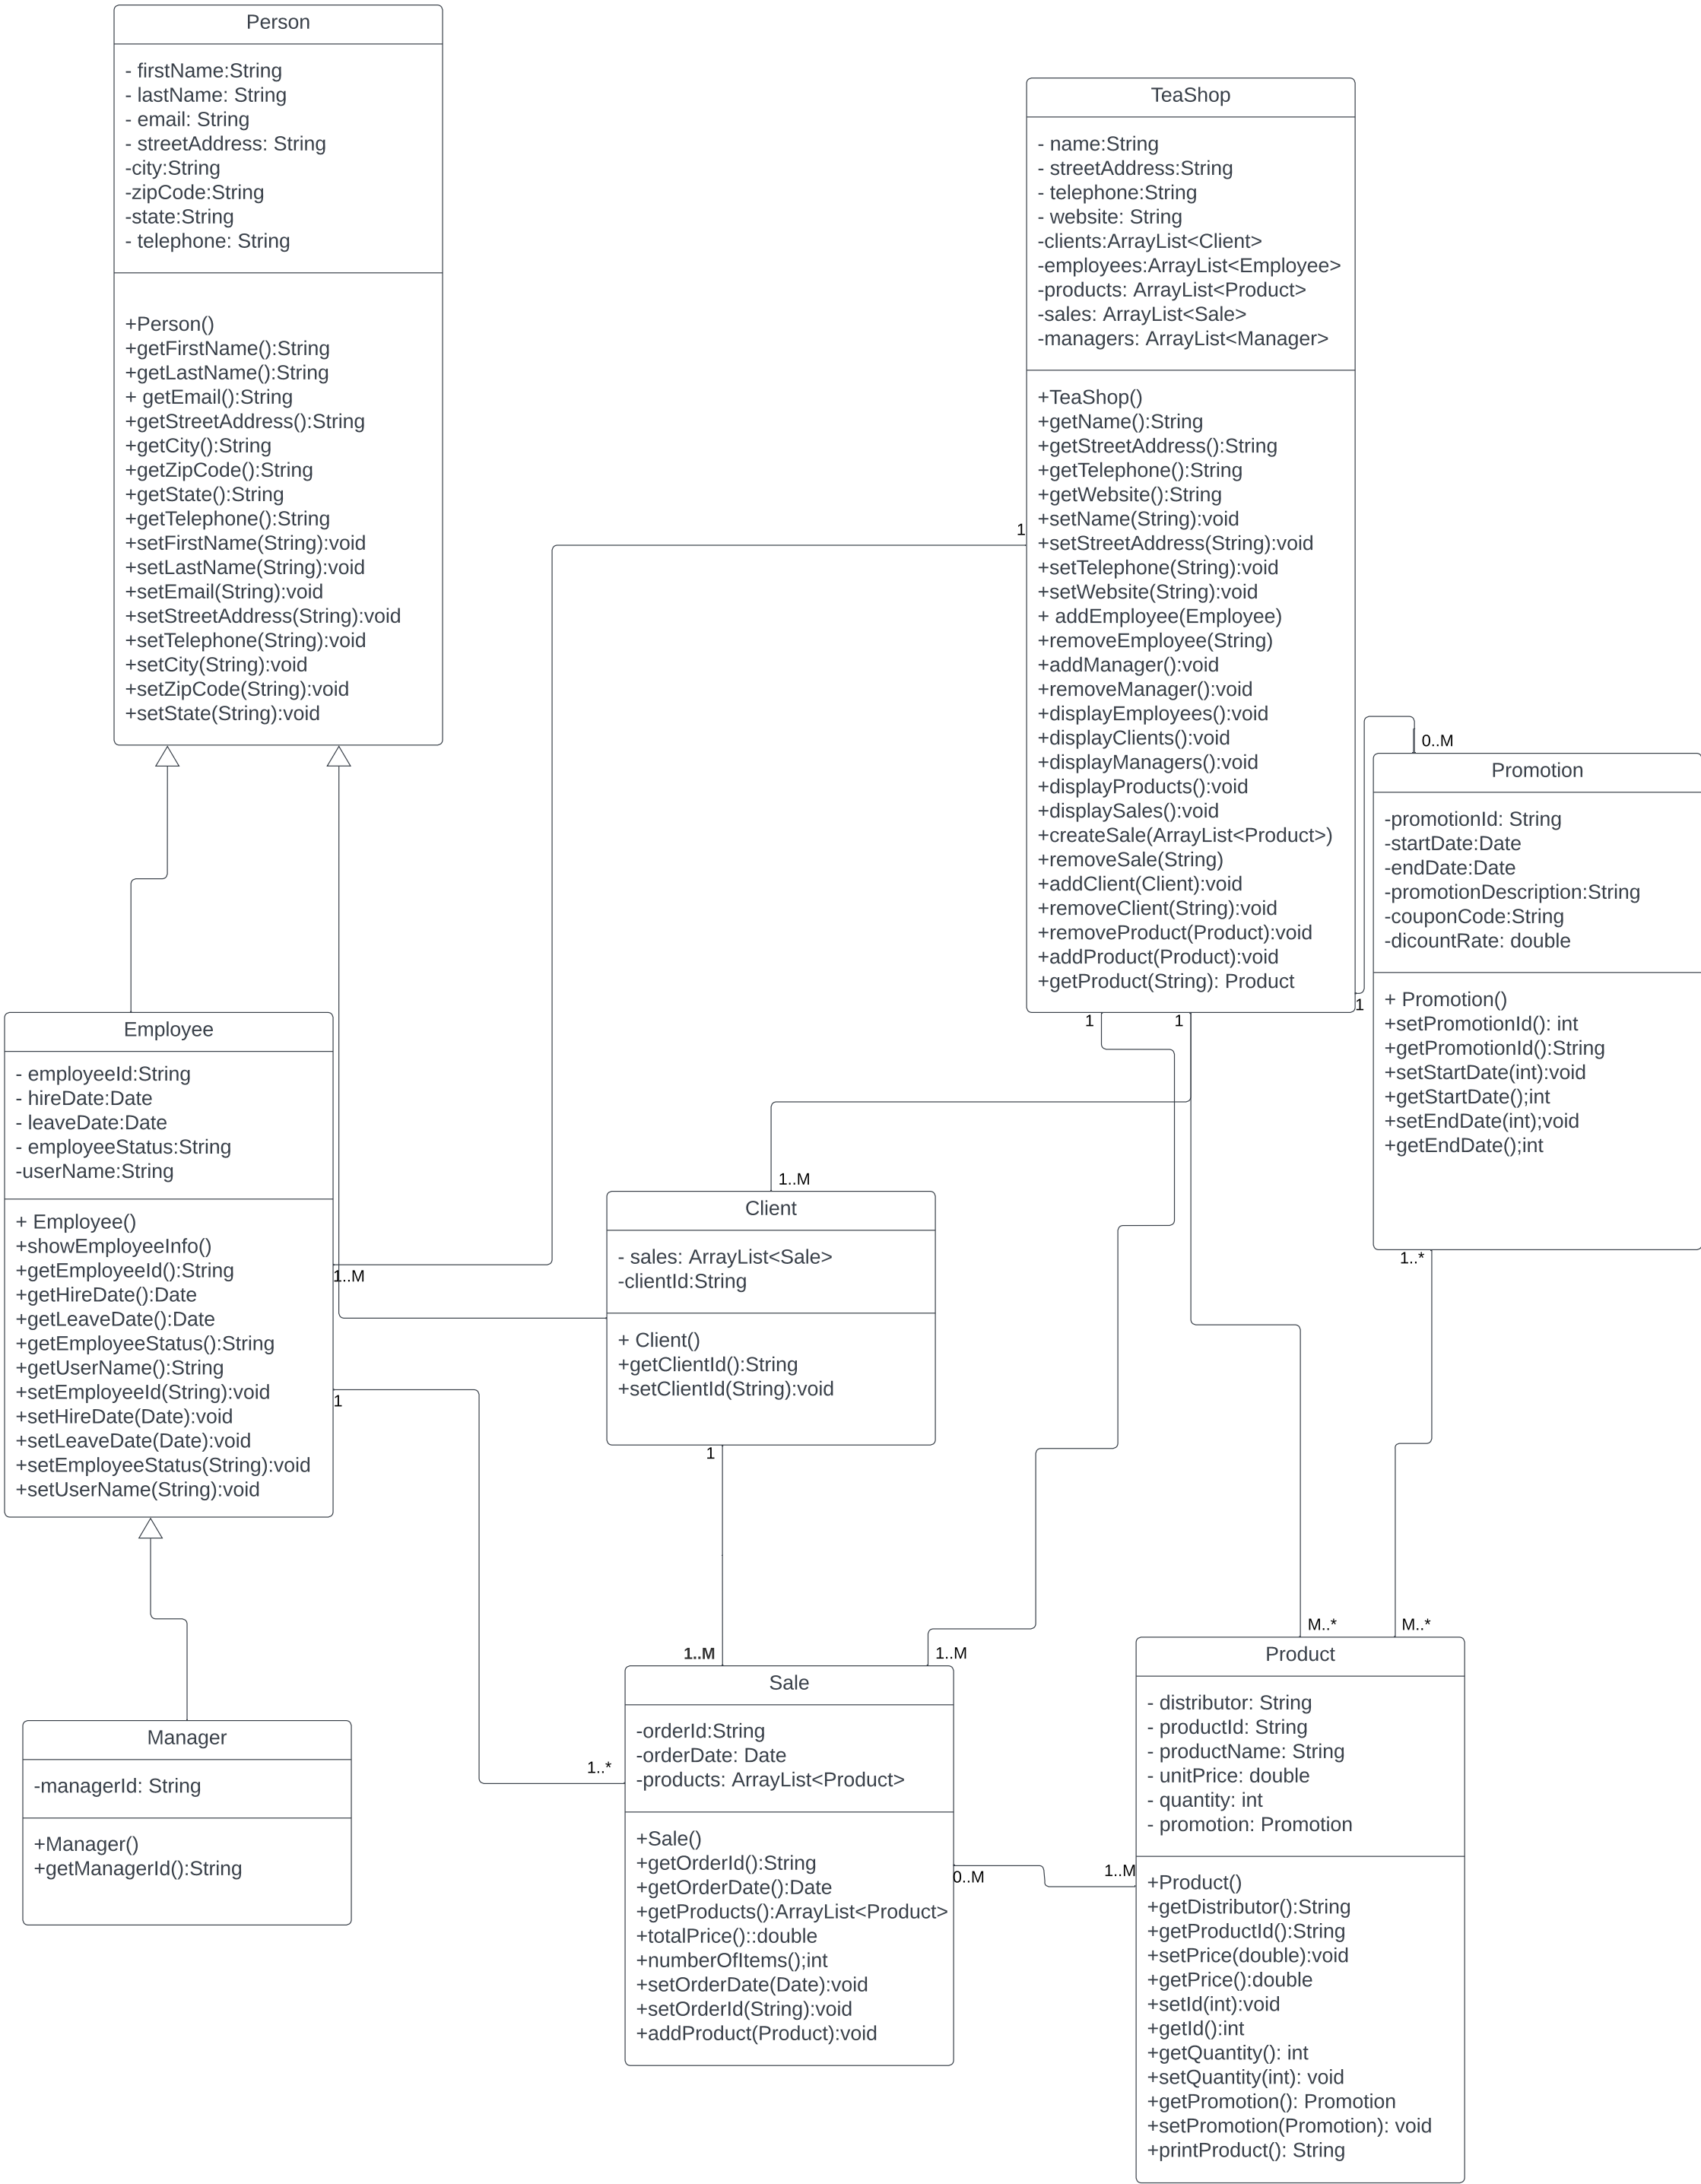 Person
- firstName:String
- lastName: String
- email: String
- streetAddress: String
-city:String
-zipCode:String
-state:String
- telephone: String
+Person()
+getFirstName():String
+getLastName():String
+ getEmail():String
+getStreetAddress():String
+getCity():String
+getZipCode():String
+getState():String
+getTelephone():String
+setFirstName(String):void
+setLastName(String):void
+setEmail(String):void
+setStreetAddress(String):void
+setTelephone(String):void
+setCity(String):void
+setZipCode(String):void
+setState(String):void
TeaShop
- name:String
- streetAddress:String
- telephone:String
- website: String
-clients:ArrayList<Client>
-employees:ArrayList<Employee>
-products: ArrayList<Product>
-sales: ArrayList<Sale>
-managers: ArrayList<Manager>
+TeaShop()
+getName():String
+getStreetAddress():String
+getTelephone():String
+getWebsite():String
+setName(String):void
+setStreetAddress(String):void
+setTelephone(String):void
+setWebsite(String):void
+ addEmployee(Employee)
+removeEmployee(String)
+addManager():void
+removeManager():void
+displayEmployees():void
+displayClients():void
+displayManagers():void
+displayProducts():void
+displaySales():void
+createSale(ArrayList<Product>)
+removeSale(String)
+addClient(Client):void
+removeClient(String):void
+removeProduct(Product):void
+addProduct(Product):void
+getProduct(String): Product
1
0..M
1
1
1
Promotion
-promotionId: String
-startDate:Date
-endDate:Date
-promotionDescription:String
-couponCode:String
-dicountRate: double
+ Promotion()
+setPromotionId(): int
+getPromotionId():String
+setStartDate(int):void
+getStartDate();int
+setEndDate(int);void
+getEndDate();int
1..*
Employee
- employeeId:String
- hireDate:Date
- leaveDate:Date
- employeeStatus:String
-userName:String
+ Employee()
+showEmployeeInfo()
+getEmployeeId():String
+getHireDate():Date
+getLeaveDate():Date
+getEmployeeStatus():String
+getUserName():String
+setEmployeeId(String):void
+setHireDate(Date):void
+setLeaveDate(Date):void
+setEmployeeStatus(String):void
+setUserName(String):void
1..M
1
1..M
Client
- sales: ArrayList<Sale>
-clientId:String
+ Client()
+getClientId():String
+setClientId(String):void
1
Manager
-managerId: String
+Manager()
+getManagerId():String
1..M
1..M
1..*
Sale
-orderId:String
-orderDate: Date
-products: ArrayList<Product>
+Sale()
+getOrderId():String
+getOrderDate():Date
+getProducts():ArrayList<Product>
+totalPrice()::double
+numberOfItems();int
+setOrderDate(Date):void
+setOrderId(String):void
+addProduct(Product):void
0..M
1..M
M..*
M..*
Product
- distributor: String
- productId: String
- productName: String
- unitPrice: double
- quantity: int
- promotion: Promotion
+Product()
+getDistributor():String
+getProductId():String
+setPrice(double):void
+getPrice():double
+setId(int):void
+getId():int
+getQuantity(): int
+setQuantity(int): void
+getPromotion(): Promotion
+setPromotion(Promotion): void
+printProduct(): String